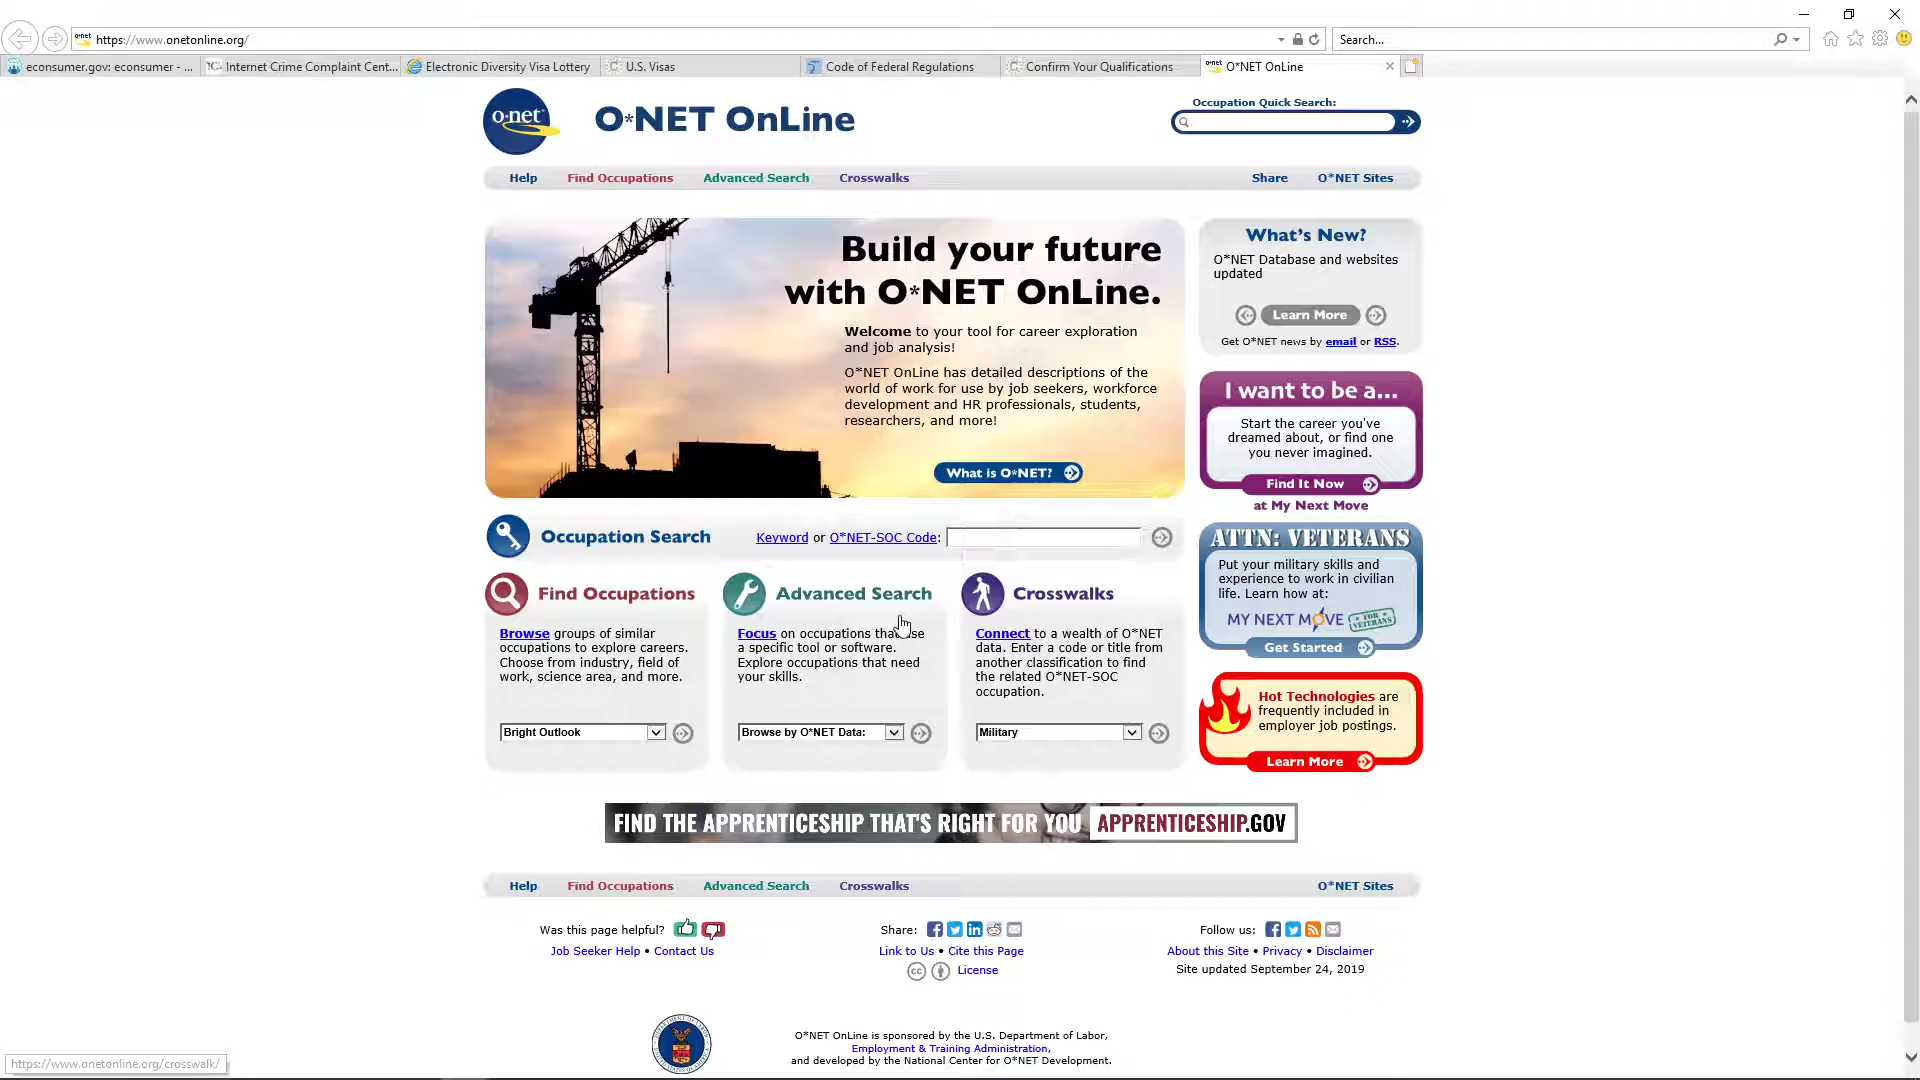 https://www.onetonline.org/
Search...
econsumer.gov: econsumer - ...
Internet Crime Complaint Cent...
Electronic Diversity Visa Lottery
U.S. Visas
Code of Federal Regulations
Confirm Your Qualifications
O*NET OnLine
o·net
O*NET OnLine
Occupation Quick Search:
Help
Find Occupations
Advanced Search
Crosswalks
Share
O*NET Sites
Build your future
with O*NET OnLine.
Welcome to your tool for career exploration
and job analysis!
O*NET OnLine has detailed descriptions of the
world of work for use by job seekers, workforce
development and HR professionals, students,
researchers, and more!
What is O*NET?
What's New?
O*NET Database and websites
updated
Learn More
Get O*NET news by email or RSS.
I want to be a...
Start the career you've
dreamed about, or find one
you never imagined.
Find It Now
at My Next Move
Occupation Search
Keyword or O*NET-SOC Code:
Find Occupations
Browse groups of similar
occupations to explore careers.
Choose from industry, field of
work, science area, and more.
Bright Outlook
Advanced Search
Focus on occupations that
a specific tool or software.
Explore occupations that need
your skills.
Browse by O*NET Data:
Crosswalks
Connect to a wealth of O*NET
data. Enter a code or title from
another classification to find
the related O*NET-SOC
occupation.
Military
ATTN: VETERANS
Put your military skills and
experience to work in civilian
life. Learn how at:
MY NEXT MOVE
FOR VETERANS
Get Started
Hot Technologies are
frequently included in
employer job postings.
Learn More
FIND THE APPRENTICESHIP THAT'S RIGHT FOR YOU APPRENTICESHIP.GOV
Help
Find Occupations
Advanced Search
Crosswalks
O*NET Sites
Was this page helpful?
Job Seeker Help • Contact Us
Share:
Link to Us • Cite this Page
cc
License
Follow us:
About this Site • Privacy • Disclaimer
Site updated September 24, 2019
O*NET OnLine is sponsored by the U.S. Department of Labor,
Employment & Training Administration,
and developed by the National Center for O*NET Development.
https://www.onetonline.org/crosswalk/